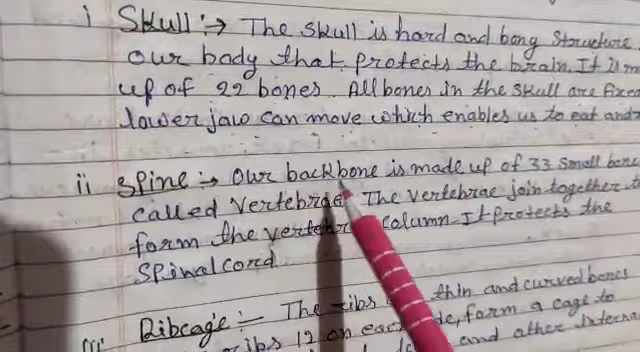 i Skull :→ The skull is hard and bony structure
our body that protects the brain. It is m
up of 22 bones. All bones in the skull are fixed
lower jaw can move which enables us to eat and
ii Spine :→ Our backbone is made up of 33 small bone
called vertebrae. The vertebrae join together t
form the column. It protects the
Spinal cord
iii Ribcage :— The ribs thin and curved bones
ribs 12 on eac e, form a cage to
and other interna